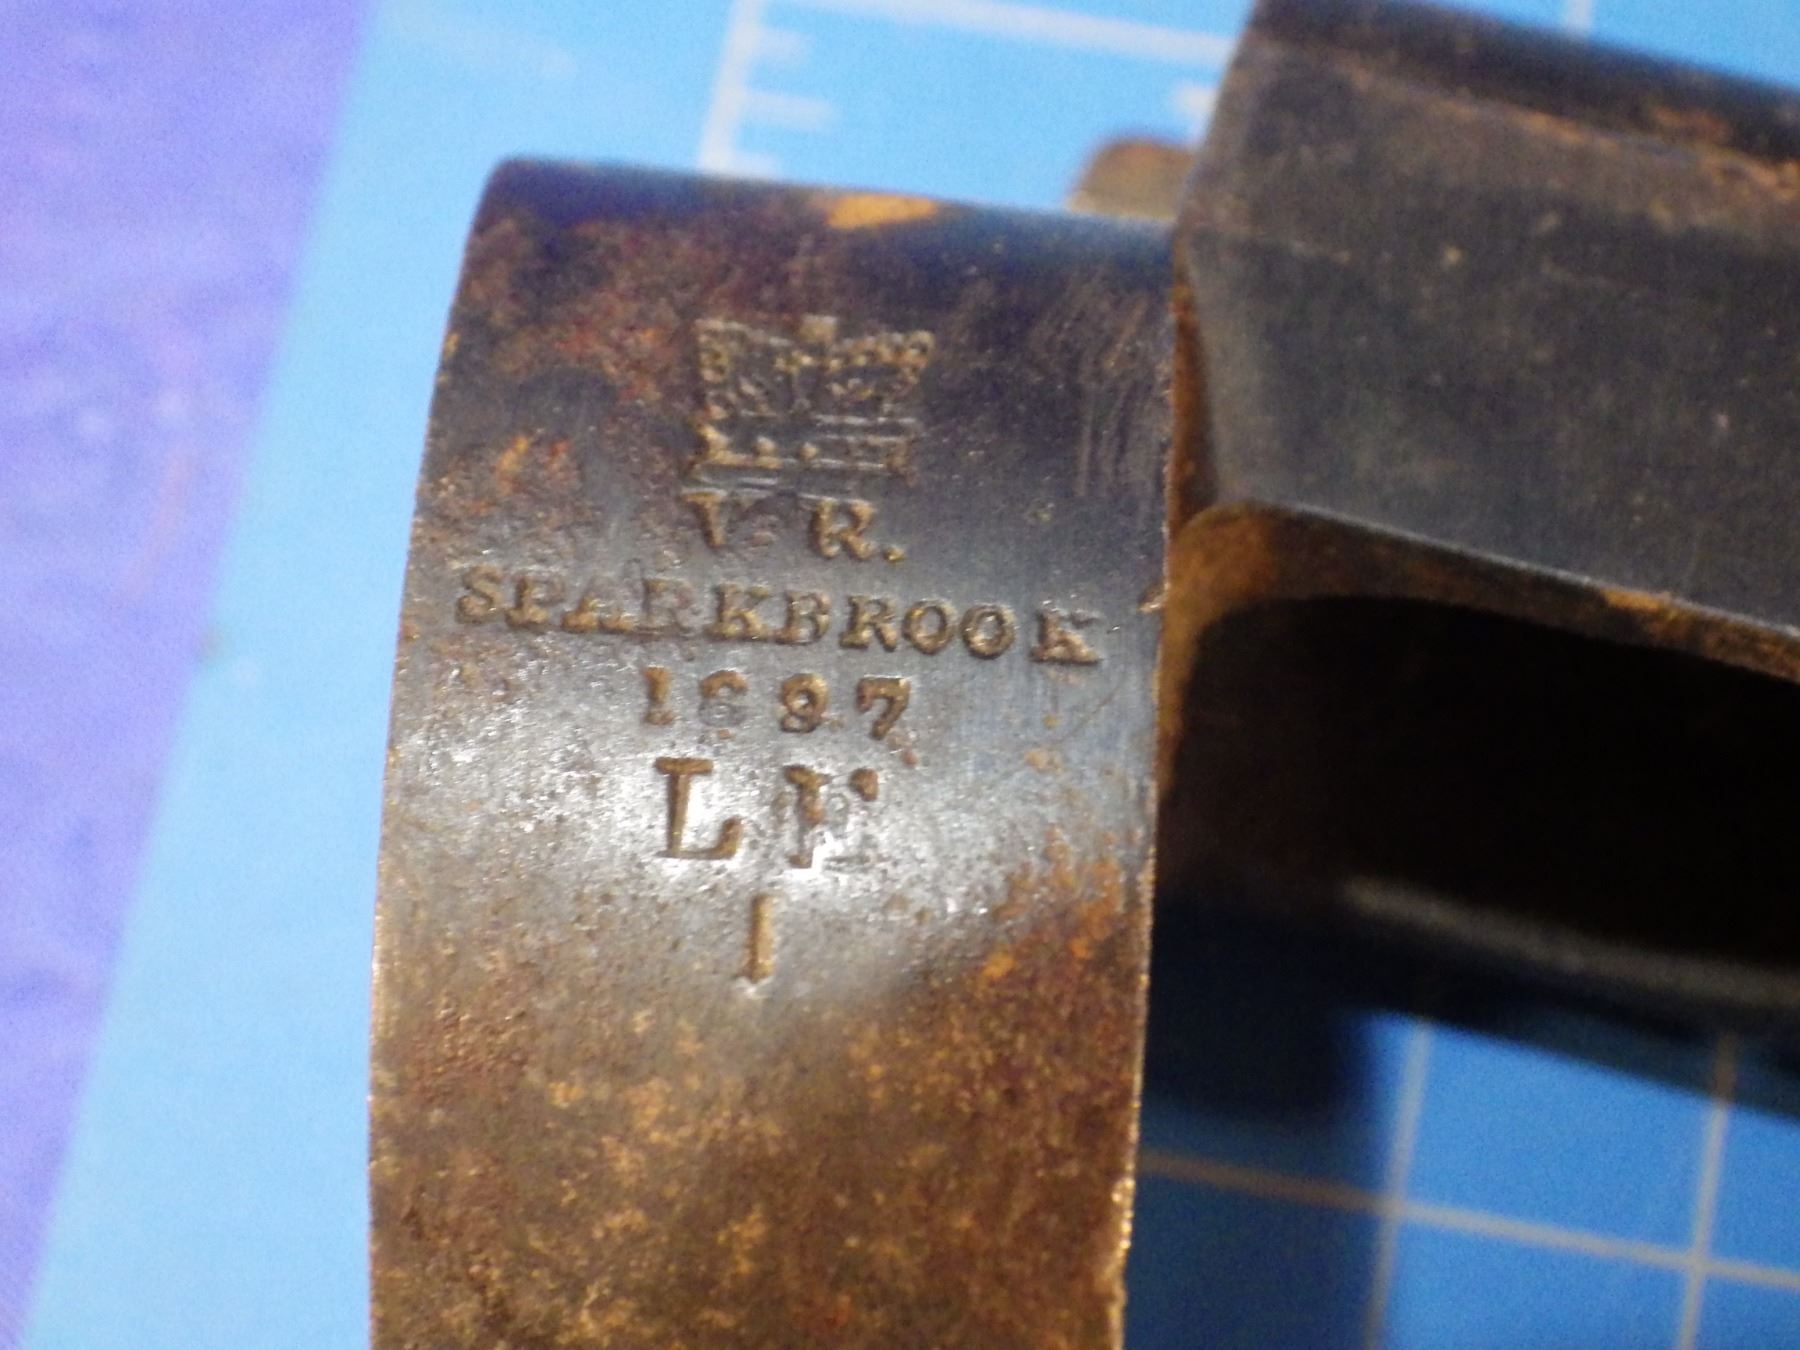 V R.
SPARKBROOK
1897
L E
I